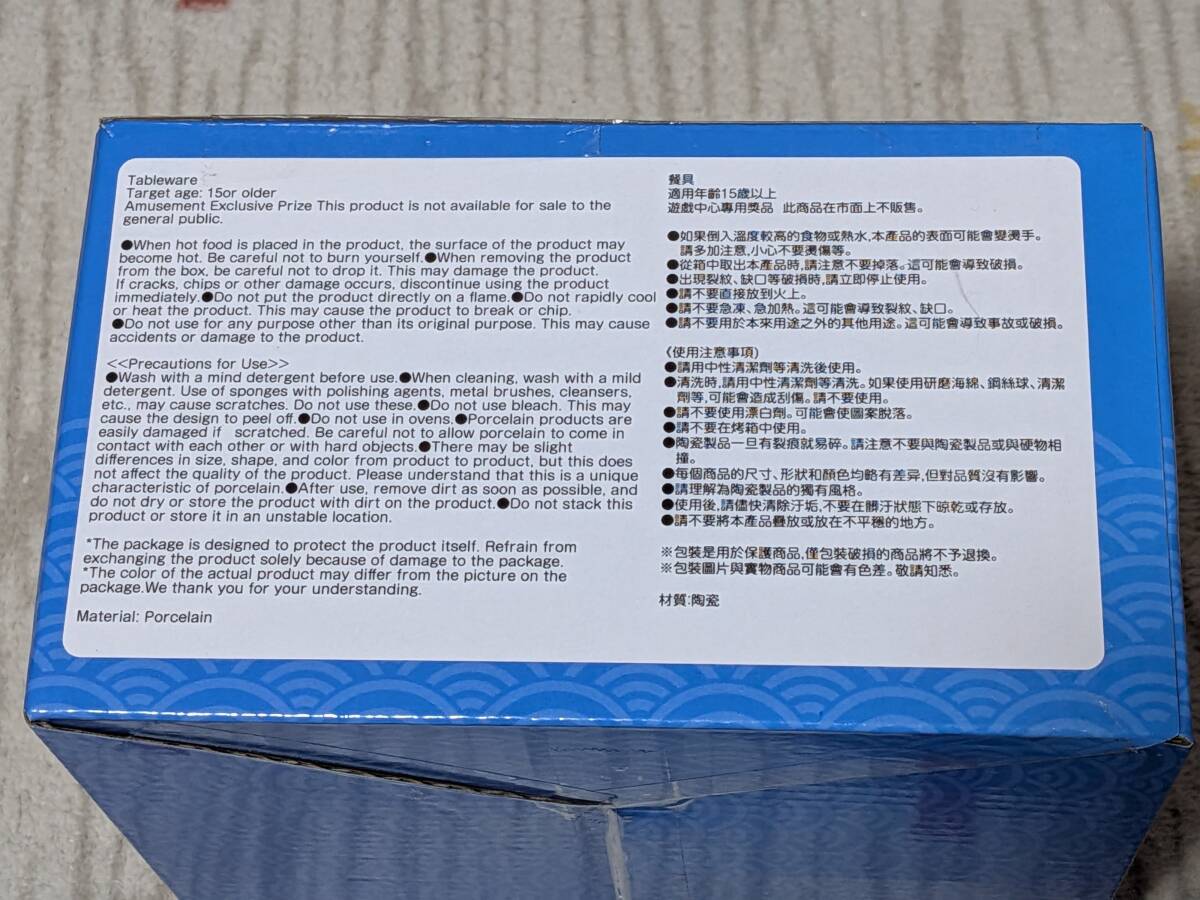 Tableware
Target age: 15or older
Amusement Exclusive Prize This product is not available for sale to the
general public.
●When hot food is placed in the product, the surface of the product may
become hot. Be careful not to burn yourself.●When removing the product
from the box, be careful not to drop it. This may damage the product.
If cracks, chips or other damage occurs, discontinue using the product
immediately.●Do not put the product directly on a flame.●Do not rapidly cool
or heat the product. This may cause the product to break or chip.
●Do not use for any purpose other than its original purpose. This may cause
accidents or damage to the product.
<<Precautions for Use>>
●Wash with a mind detergent before use.●When cleaning, wash with a mild
detergent. Use of sponges with polishing agents, metal brushes, cleansers,
etc., may cause scratches. Do not use these.●Do not use bleach. This may
cause the design to peel off.●Do not use in ovens.●Porcelain products are
easily damaged if scratched. Be careful not to allow porcelain to come in
contact with each other or with hard objects.●There may be slight
differences in size, shape, and color from product to product, but this does
not affect the quality of the product. Please understand that this is a unique
characteristic of porcelain.●After use, remove dirt as soon as possible, and
do not dry or store the product with dirt on the product.●Do not stack this
product or store it in an unstable location.
*The package is designed to protect the product itself. Refrain from
exchanging the product solely because of damage to the package.
*The color of the actual product may differ from the picture on the
package.We thank you for your understanding.
Material: Porcelain
餐具
適用年齡15歲以上
遊戲中心專用獎品 此商品在市面上不販售。
●如果倒入溫度較高的食物或熱水,本產品的表面可能會變燙手。
請多加注意,小心不要燙傷等。
●從箱中取出本產品時,請注意不要掉落。這可能會導致破損。
●出現裂紋、缺口等破損時,請立即停止使用。
●請不要直接放到火上。
●請不要急凍、急加熱。這可能會導致裂紋、缺口。
●請不要用於本來用途之外的其他用途。這可能會導致事故或破損。
《使用注意事項》
●請用中性清潔劑等清洗後使用。
●清洗時,請用中性清潔劑等清洗。如果使用研磨海綿、鋼絲球、清潔
劑等,可能會造成刮傷。請不要使用。
●請不要使用漂白劑。可能會使圖案脫落。
●請不要在烤箱中使用。
●陶瓷製品一旦有裂痕就易碎。請注意不要與陶瓷製品或與硬物相
撞。
●每個商品的尺寸、形狀和顏色均略有差异,但對品質沒有影響。
●請理解為陶瓷製品的獨有風格。
●使用後,請儘快清除汙垢,不要在髒汙狀態下晾乾或存放。
●請不要將本產品疊放或放在不平穩的地方。
※包裝是用於保護商品,僅包裝破損的商品將不予退換。
※包裝圖片與實物商品可能會有色差。敬請知悉。
材質:陶瓷